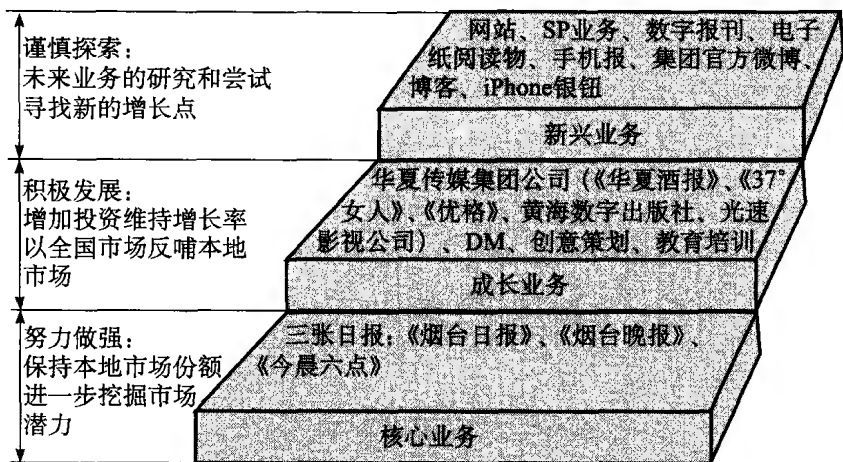 谨慎探索：
未来业务的研究和尝试
寻找新的增长点
网站、SP业务、数字报刊、电子
纸阅读物、手机报、集团官方微博、
博客、iPhone银钮
新兴业务
积极发展：
增加投资维持增长率
以全国市场反哺本地
市场
华夏传媒集团公司（《华夏酒报》、《37°
女人》、《优格》、黄海数字出版社、光速
影视公司）、DM、创意策划、教育培训
成长业务
努力做强：
保持本地市场份额
进一步挖掘市场
潜力
三张日报：《烟台日报》、《烟台晚报》、
《今晨六点》
核心业务